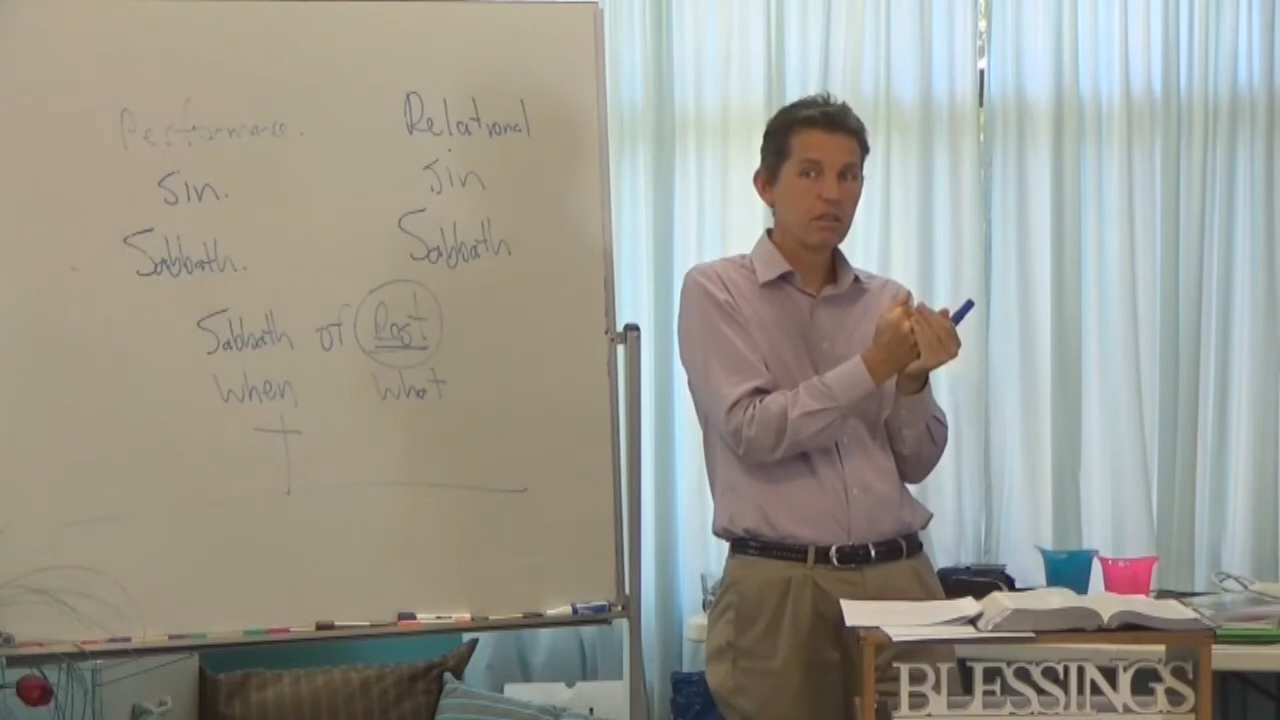 Performance. Relational
Sin. Sin
Sabbath. Sabbath
Sabbath of Rest
When What
BLESSINGS